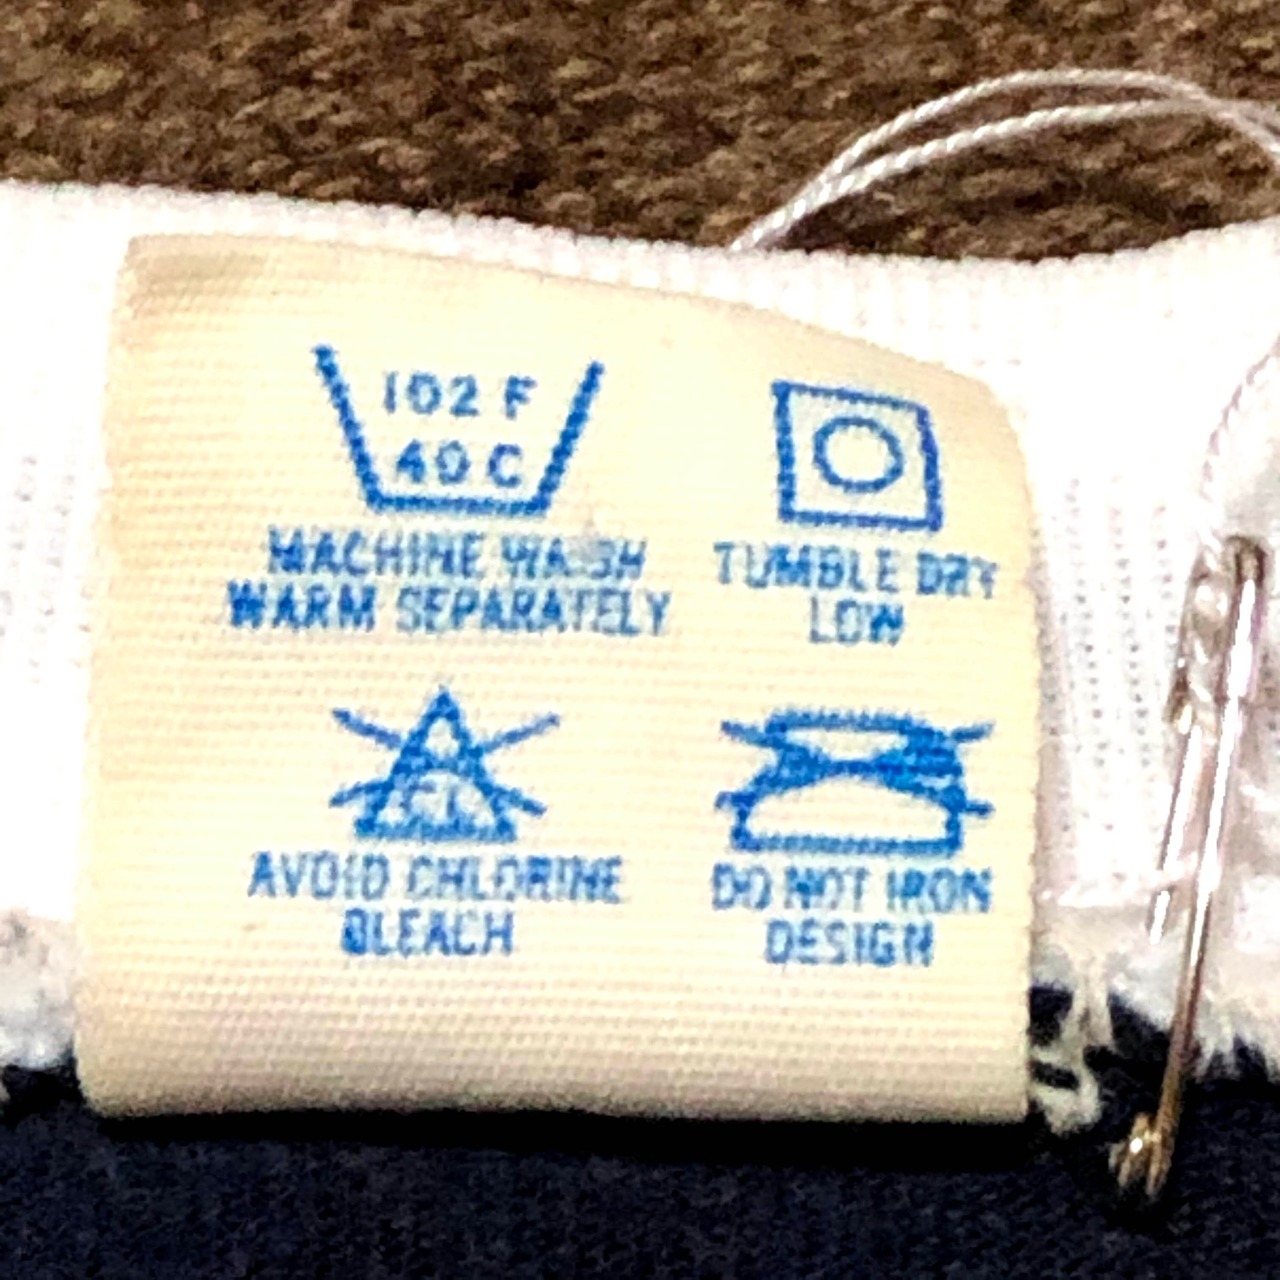 102 F
40 C
MACHINE WASH
WARM SEPARATELY
TUMBLE DRY
LOW
CL
AVOID CHLORINE
BLEACH
DO NOT IRON
DESIGN